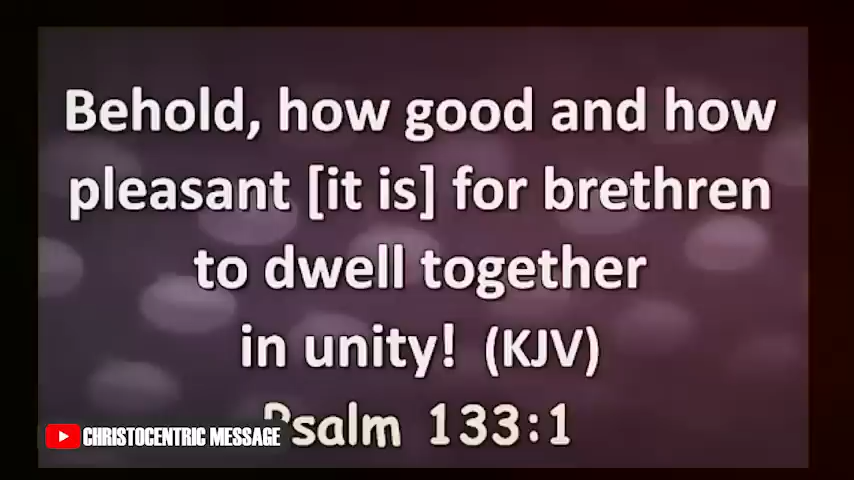 Behold, how good and how
pleasant [it is] for brethren
to dwell together
in unity! (KJV)
Psalm 133:1
CHRISTOCENTRIC MESSAGE